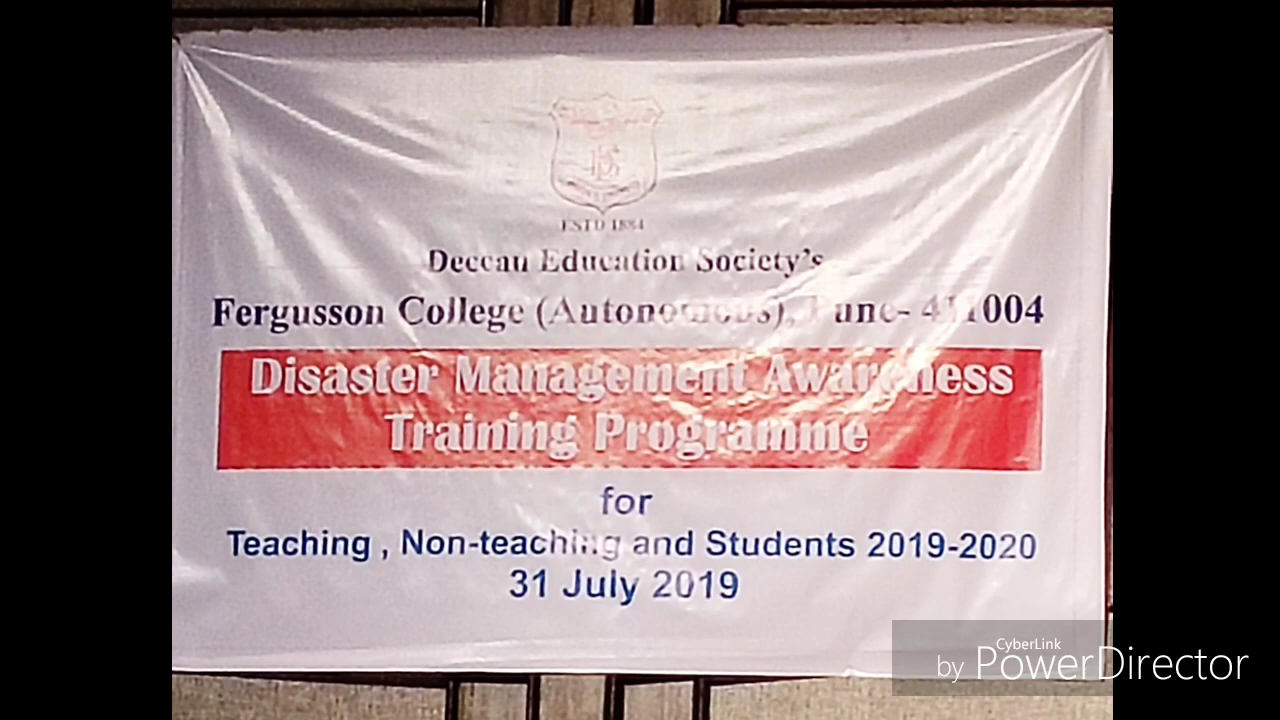 ESTD 1884
Deccan Education Society's
Fergusson College (Autonomous), Pune- 411004
Disaster Management Awareness
Training Programme
for
Teaching , Non-teaching and Students 2019-2020
31 July 2019
CyberLink
by PowerDirector